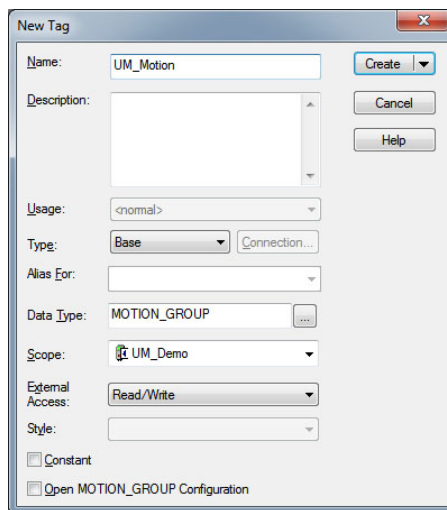 New Tag
Name: UM_Motion Create
Description: Cancel
Help
Usage: <normal>
Type: Base Connection...
Alias For:
Data Type: MOTION_GROUP ...
Scope: UM_Demo
External Access: Read/Write
Style:
Constant
Open MOTION_GROUP Configuration